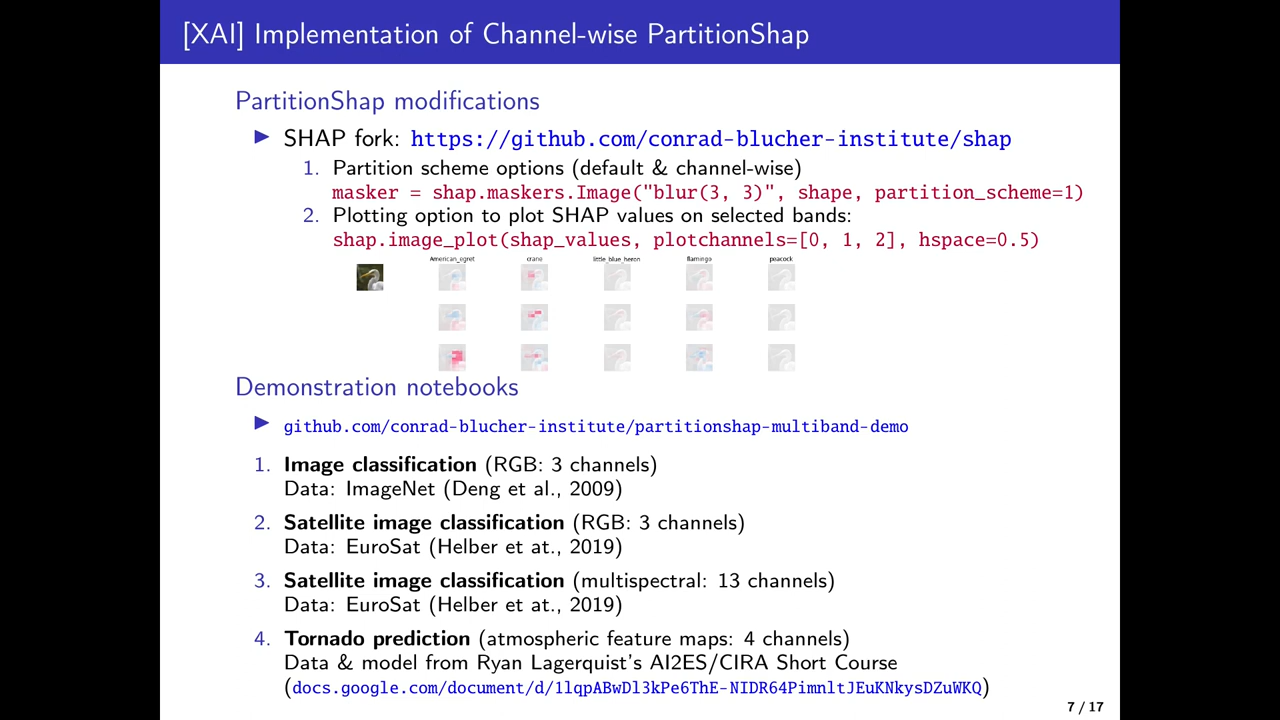 [XAI] Implementation of Channel-wise PartitionShap
PartitionShap modifications
▶ SHAP fork: https://github.com/conrad-blucher-institute/shap
1. Partition scheme options (default & channel-wise)
masker = shap.maskers.Image("blur(3, 3)", shape, partition_scheme=1)
2. Plotting option to plot SHAP values on selected bands:
shap.image_plot(shap_values, plotchannels=[0, 1, 2], hspace=0.5)
American_egret crane little_blue_heron flamingo peacock
Demonstration notebooks
▶ github.com/conrad-blucher-institute/partitionshap-multiband-demo
1. Image classification (RGB: 3 channels)
Data: ImageNet (Deng et al., 2009)
2. Satellite image classification (RGB: 3 channels)
Data: EuroSat (Helber et at., 2019)
3. Satellite image classification (multispectral: 13 channels)
Data: EuroSat (Helber et at., 2019)
4. Tornado prediction (atmospheric feature maps: 4 channels)
Data & model from Ryan Lagerquist's AI2ES/CIRA Short Course
(docs.google.com/document/d/1lqpABwDl3kPe6ThE-NIDR64PimnltJEuKNkysDZuWKQ)
7 / 17